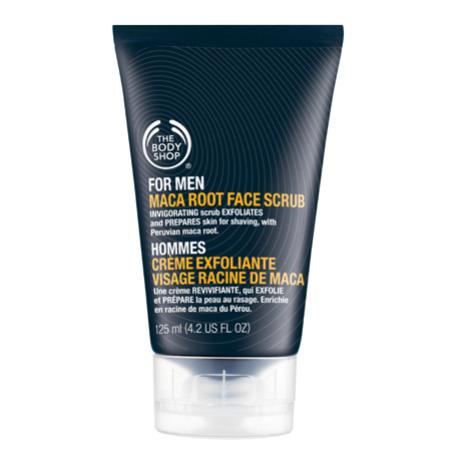 THE
BODY
SHOP
®
FOR MEN
MACA ROOT FACE SCRUB
INVIGORATING scrub EXFOLIATES
and PREPARES skin for shaving, with
Peruvian maca root.
HOMMES
CRÈME EXFOLIANTE
VISAGE RACINE DE MACA
Une crème REVIVIFIANTE, qui EXFOLIE
et PRÉPARE la peau au rasage. Enrichie
en racine de maca du Pérou.
125 ml (4.2 US FL OZ)